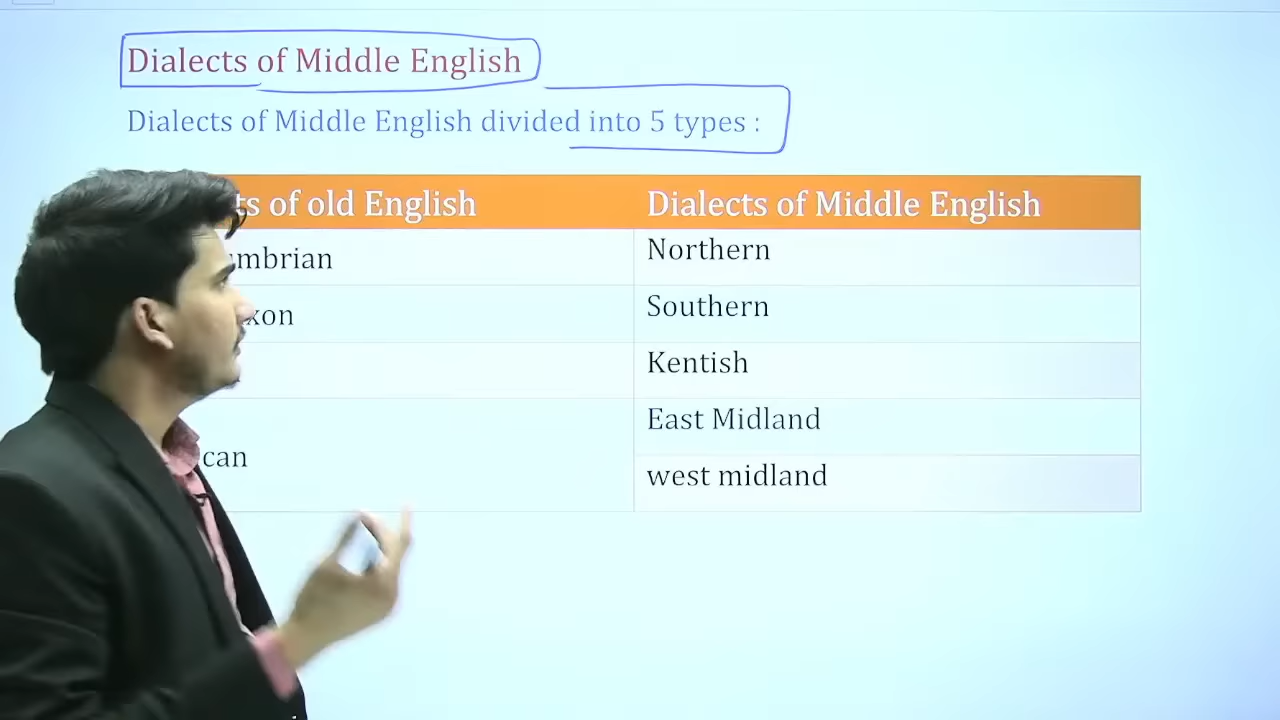 Dialects of Middle English
Dialects of Middle English divided into 5 types :
of old English
Dialects of Middle English
Northern
Southern
Kentish
East Midland
west midland